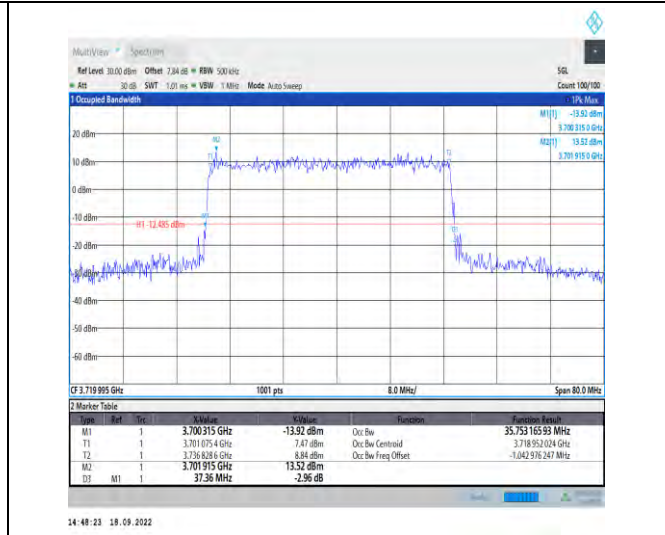 MultiView Spectrum
Ref Level 30.00 dBm Offset 7.84 dB RBW 500 kHz SGL
Att 30 dB SWT 1.01 ms VBW 1 MHz Mode Auto Sweep Count 100/100
1 Occupied Bandwidth 1Pk Max
M1[1] -13.92 dBm
3.700 315 0 GHz
M2[1] 13.52 dBm
3.701 915 0 GHz
20 dBm
M2
T1
T2
10 dBm
0 dBm
-10 dBm
M1
H1 -12.485 dBm
D3
-20 dBm
-30 dBm
-40 dBm
-50 dBm
-60 dBm
CF 3.719 995 GHz 1001 pts 8.0 MHz/ Span 80.0 MHz
2 Marker Table
Type Ref Trc X-Value Y-Value Function Function Result
M1 1 3.700 315 GHz -13.92 dBm Occ Bw 35.753 165 93 MHz
T1 1 3.701 075 4 GHz 7.47 dBm Occ Bw Centroid 3.718 952 024 GHz
T2 1 3.736 828 6 GHz 8.84 dBm Occ Bw Freq Offset -1.042 976 247 MHz
M2 1 3.701 915 GHz 13.52 dBm
D3 M1 1 37.36 MHz -2.96 dB
Ready
14:48:23 18.09.2022